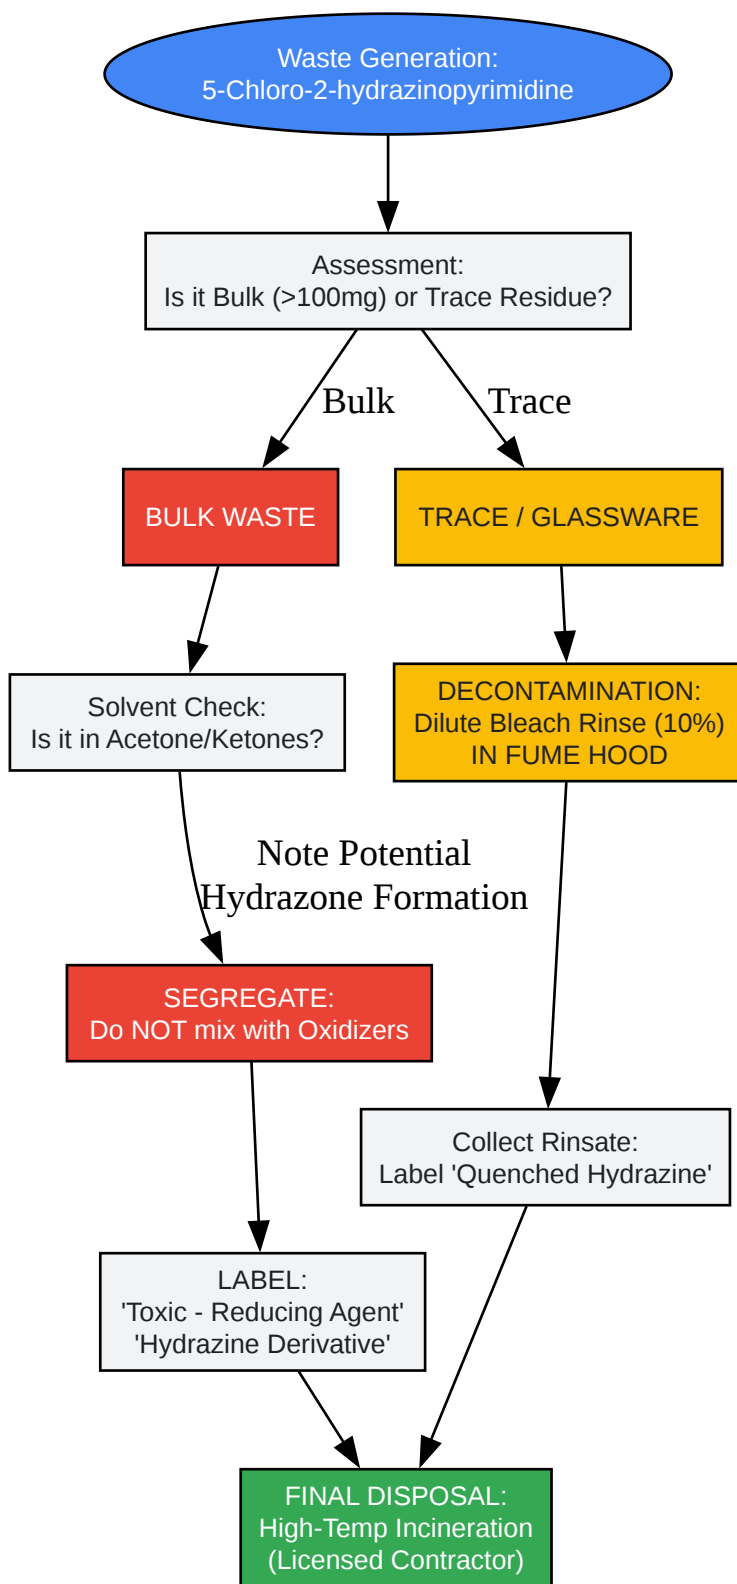 Waste Generation:
5-Chloro-2-hydrazinopyrimidine
Assessment:
Is it Bulk (>100mg) or Trace Residue?
Bulk
Trace
BULK WASTE
TRACE / GLASSWARE
Solvent Check:
Is it in Acetone/Ketones?
DECONTAMINATION:
Dilute Bleach Rinse (10%)
IN FUME HOOD
Note Potential
Hydrazone Formation
SEGREGATE:
Do NOT mix with Oxidizers
Collect Rinsate:
Label 'Quenched Hydrazine'
LABEL:
'Toxic - Reducing Agent'
'Hydrazine Derivative'
FINAL DISPOSAL:
High-Temp Incineration
(Licensed Contractor)